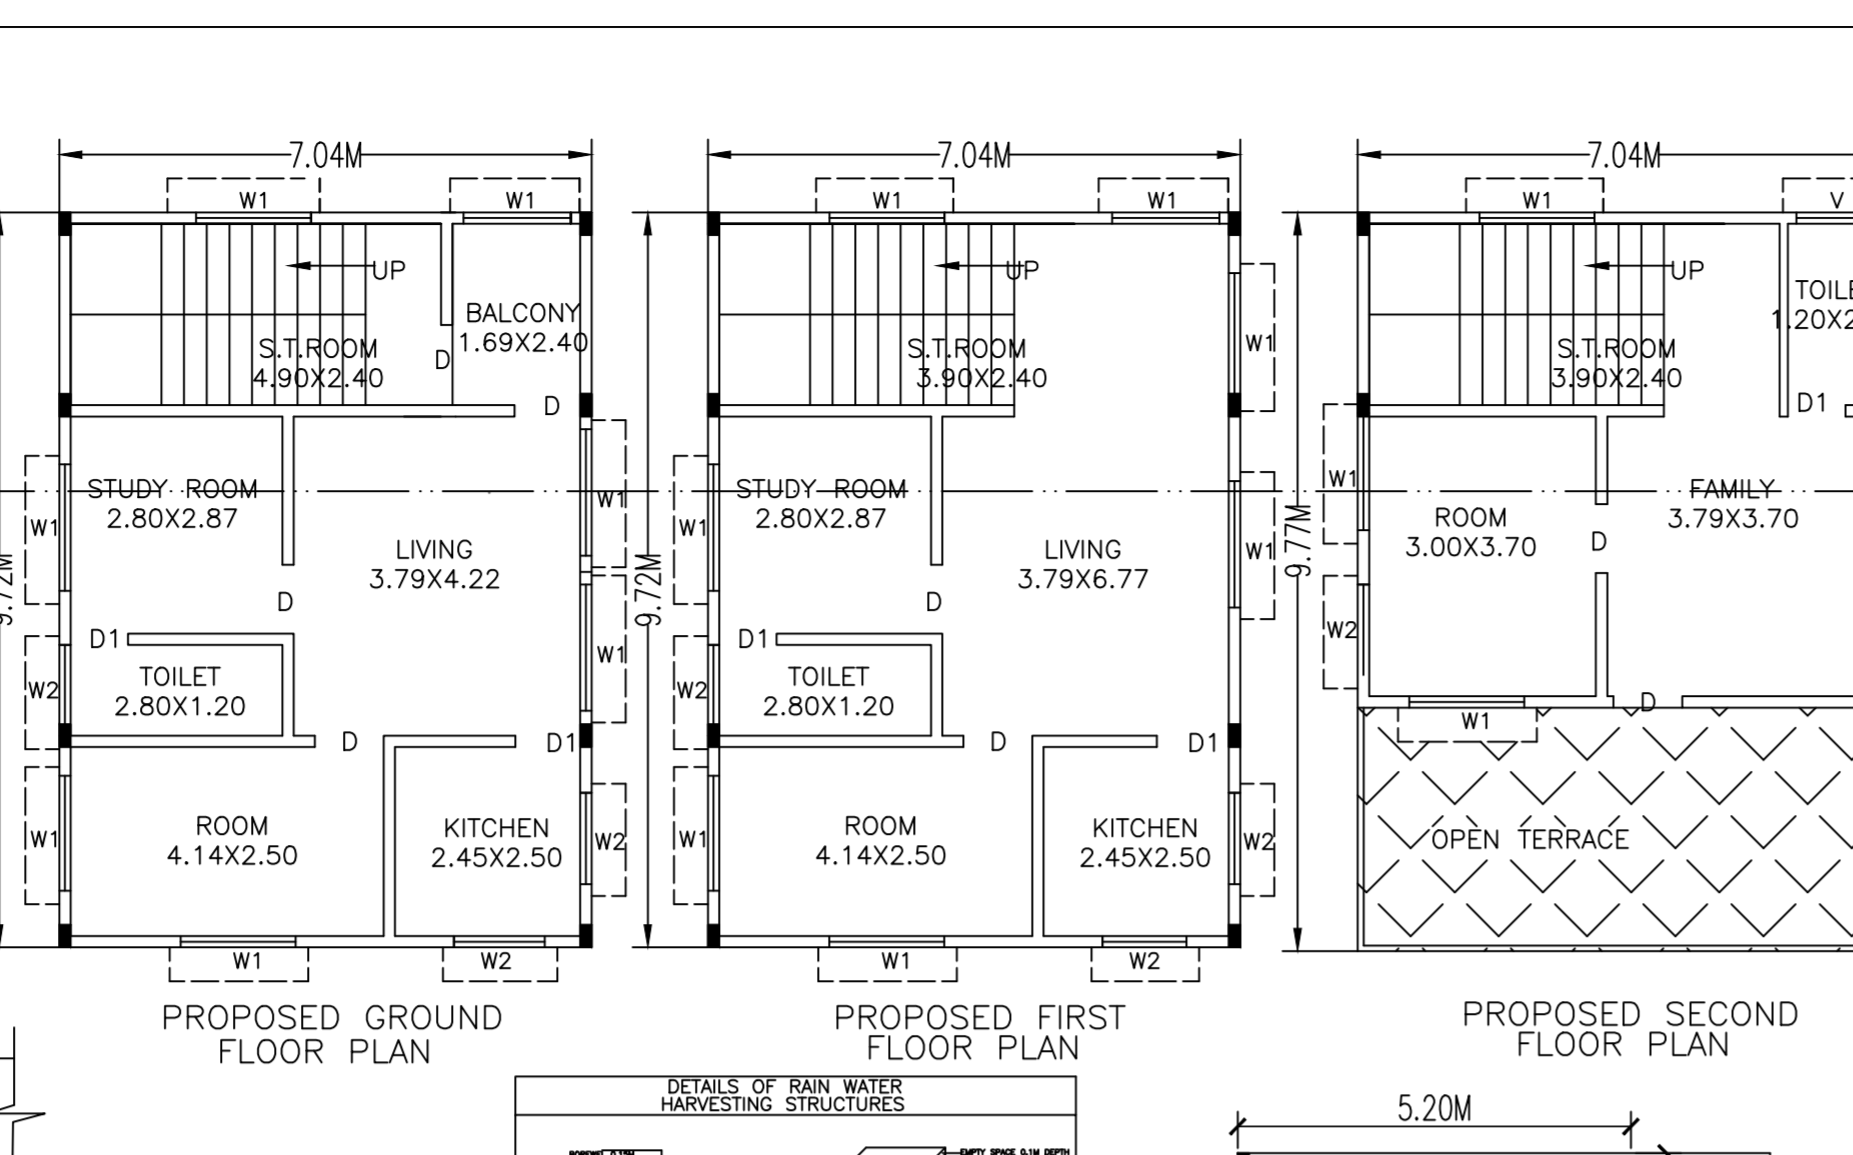 7.04M
W1
W1
UP
BALCONY
1.69X2.40
S.T.ROOM
4.90X2.40
D
D
STUDY ROOM
2.80X2.87
W1
W1
LIVING
3.79X4.22
D
D1
W1
TOILET
2.80X1.20
W2
D
D1
ROOM
4.14X2.50
W1
KITCHEN
2.45X2.50
W2
W1
W2
PROPOSED GROUND
FLOOR PLAN
7.04M
W1
W1
UP
W1
S.T.ROOM
3.90X2.40
STUDY ROOM
2.80X2.87
W1
W1
LIVING
3.79X6.77
9.72M
D
D1
TOILET
2.80X1.20
W2
D
D1
ROOM
4.14X2.50
W1
KITCHEN
2.45X2.50
W2
W1
W2
PROPOSED FIRST
FLOOR PLAN
7.04M
W1
V
UP
S.T.ROOM
3.90X2.40
D1
W1
FAMILY
3.79X3.70
ROOM
3.00X3.70
9.77M
D
W2
D
W1
OPEN TERRACE
PROPOSED SECOND
FLOOR PLAN
DETAILS OF RAIN WATER
HARVESTING STRUCTURES
EMPTY SPACE 0.1M DEPTH
5.20M